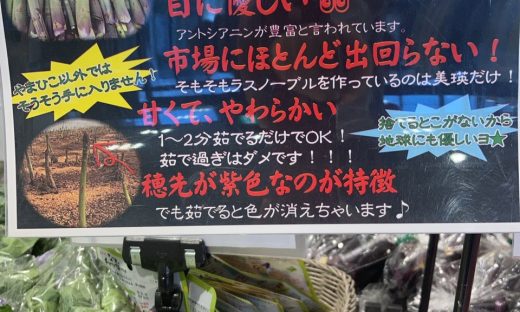 目に優しい
アントシアニンが豊富と言われています。
市場にほとんど出回らない！
やまひこ以外では
そうそう手に入りません♪
そもそもラスノーブルを作っているのは美瑛だけ！
甘くて、やわらかい
1〜2分茹でるだけでOK！
茹で過ぎはダメです！！！
捨てるとこがないから
地球にも優しいヨ★
穂先が紫色なのが特徴
でも茹でると色が消えちゃいます♪